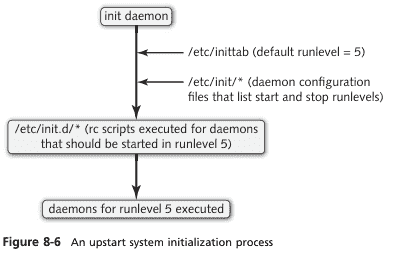 init daemon
/etc/inittab (default runlevel = 5)
/etc/init/* (daemon configuration
files that list start and stop runlevels)
/etc/init.d/* (rc scripts executed for daemons
that should be started in runlevel 5)
daemons for runlevel 5 executed
Figure 8-6 An upstart system initialization process